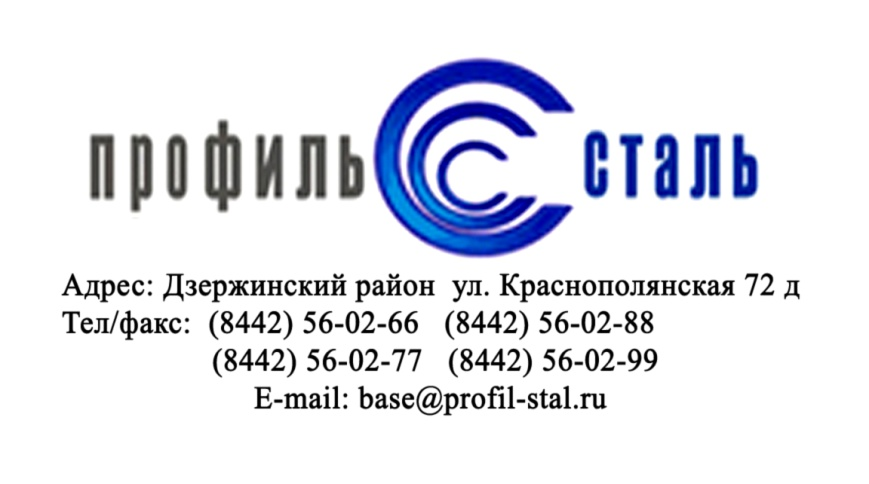 профиль сталь
Адрес: Дзержинский район ул. Краснополянская 72 д
Тел/факс: (8442) 56-02-66 (8442) 56-02-88
(8442) 56-02-77 (8442) 56-02-99
E-mail: base@profil-stal.ru